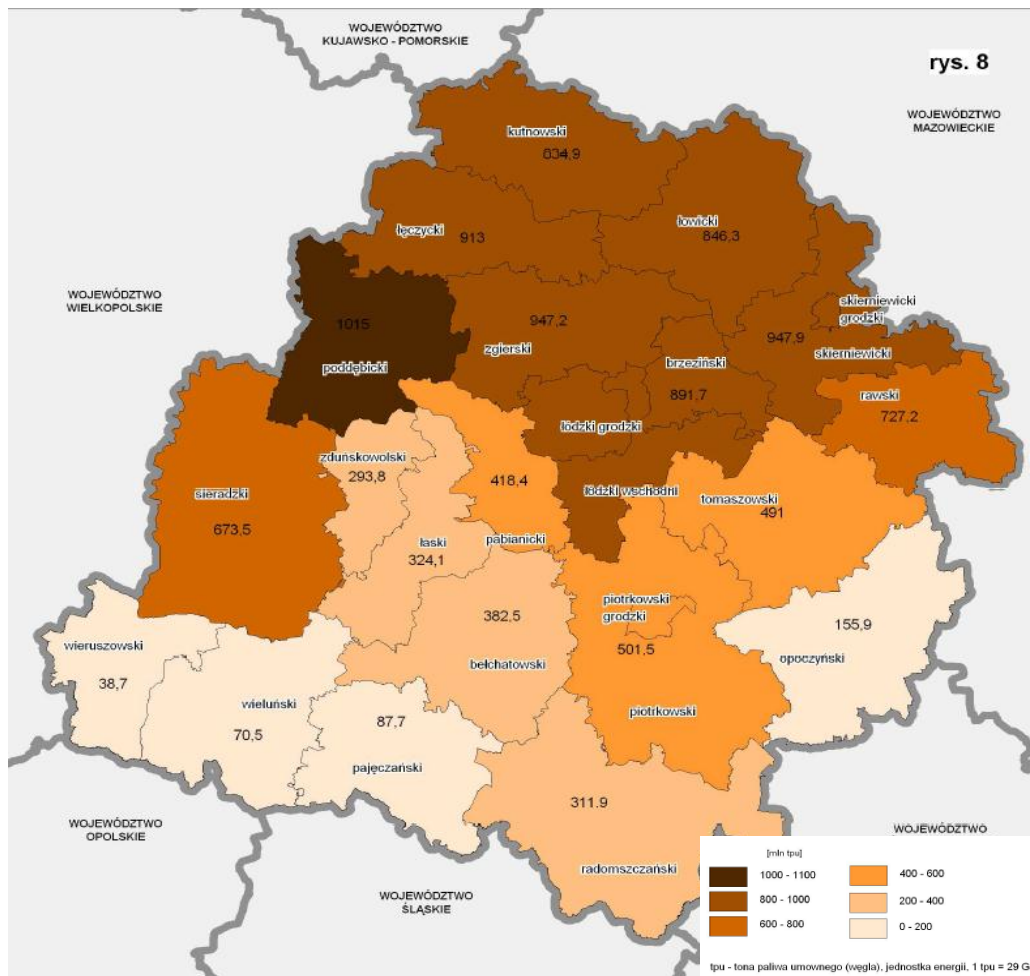 WOJEWÓDZTWO
KUJAWSKO - POMORSKIE
rys. 8
WOJEWÓDZTWO
MAZOWIECKIE
kutnowski
834,9
łęczycki
913
łowicki
846,3
WOJEWÓDZTWO
WIELKOPOLSKIE
skierniewicki
grodzki
1015
poddębicki
947,2
zgierski
947,9
skierniewicki
brzeziński
891,7
rawski
727,2
łódzki grodzki
zduńskowolski
293,8
418,4
pabianicki
łódzki wschodni
tomaszowski
491
sieradzki
673,5
łaski
324,1
piotrkowski
grodzki
501,5
piotrkowski
382,5
bełchatowski
155,9
opoczyński
wieruszowski
38,7
wieluński
70,5
87,7
pajęczański
311.9
radomszczański
WOJEWÓDZTWO
OPOLSKIE
WOJEWÓDZTWO
ŚLĄSKIE
WOJEWÓDZTWO
[mln tpu]
1000 - 1100
800 - 1000
600 - 800
400 - 600
200 - 400
0 - 200
tpu - tona paliwa umownego (węgla), jednostka energii, 1 tpu = 29 G